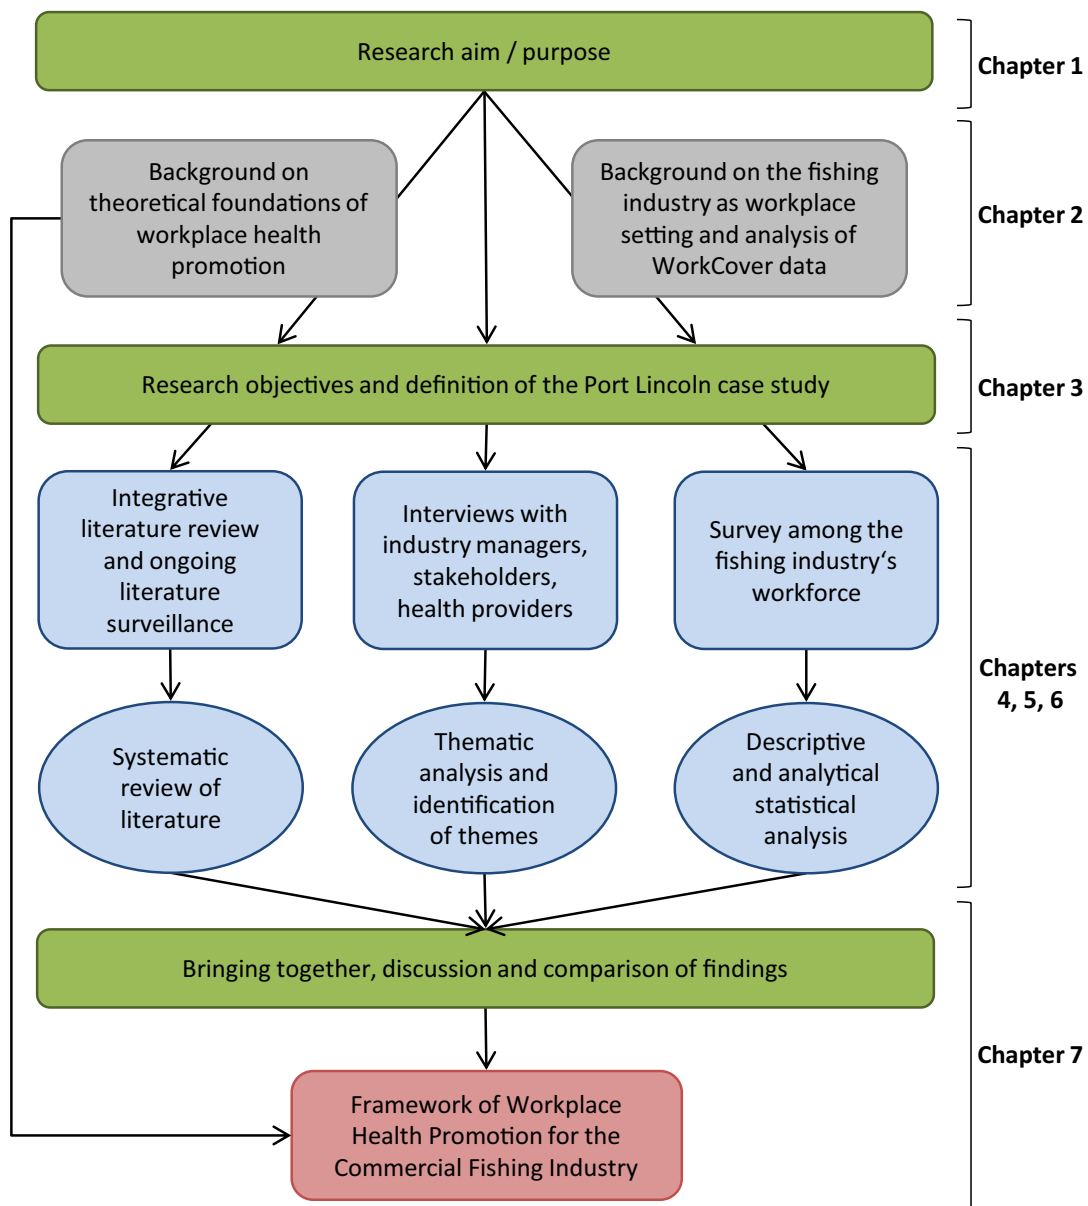 Research aim / purpose
Chapter 1
Background on
theoretical foundations of
workplace health
promotion
Background on the fishing
industry as workplace
setting and analysis of
WorkCover data
Chapter 2
Research objectives and definition of the Port Lincoln case study
Chapter 3
Integrative
literature review
and ongoing
literature
surveillance
Interviews with
industry managers,
stakeholders,
health providers
Survey among the
fishing industry‘s
workforce
Chapters
4, 5, 6
Systematic
review of
literature
Thematic
analysis and
identification
of themes
Descriptive
and analytical
statistical
analysis
Bringing together, discussion and comparison of findings
Chapter 7
Framework of Workplace
Health Promotion for the
Commercial Fishing Industry